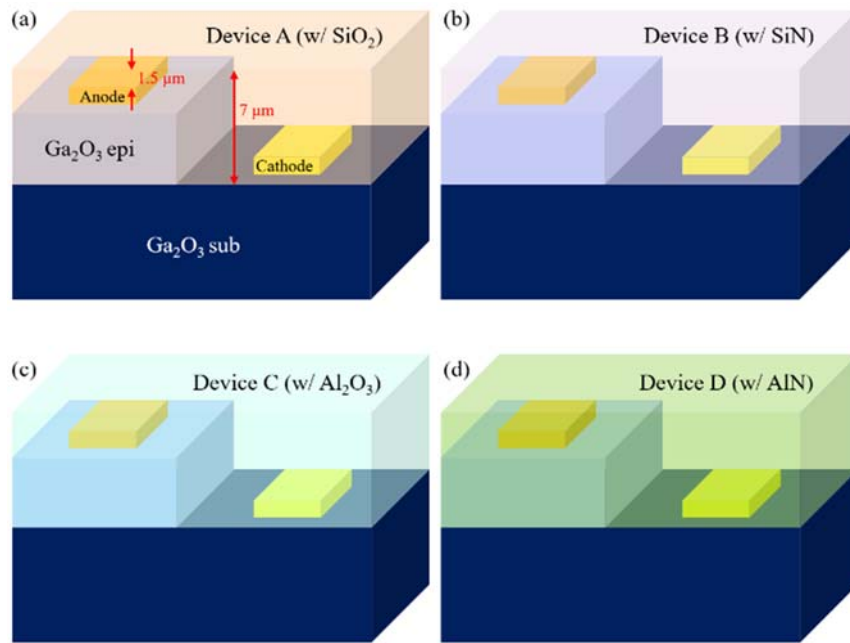 (a)
Device A (w/ SiO₂)
1.5 μm
Anode
7 μm
Ga₂O₃ epi
Cathode
Ga₂O₃ sub
(b)
Device B (w/ SiN)
(c)
Device C (w/ Al₂O₃)
(d)
Device D (w/ AlN)